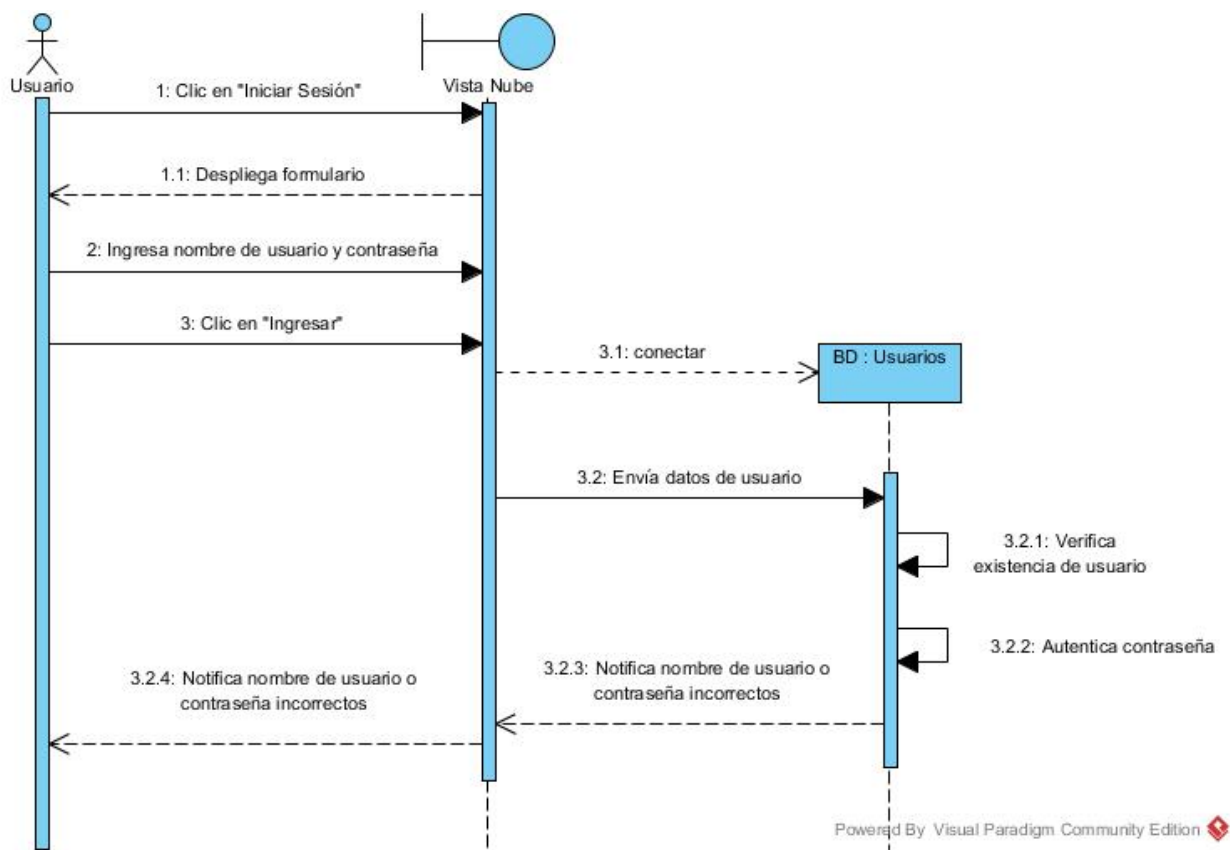 Usuario
Vista Nube
1: Clic en "Iniciar Sesión"
1.1: Despliega formulario
2: Ingresa nombre de usuario y contraseña
3: Clic en "Ingresar"
3.1: conectar
BD : Usuarios
3.2: Envía datos de usuario
3.2.1: Verifica
existencia de usuario
3.2.2: Autentica contraseña
3.2.3: Notifica nombre de usuario o
contraseña incorrectos
3.2.4: Notifica nombre de usuario o
contraseña incorrectos
Powered By Visual Paradigm Community Edition